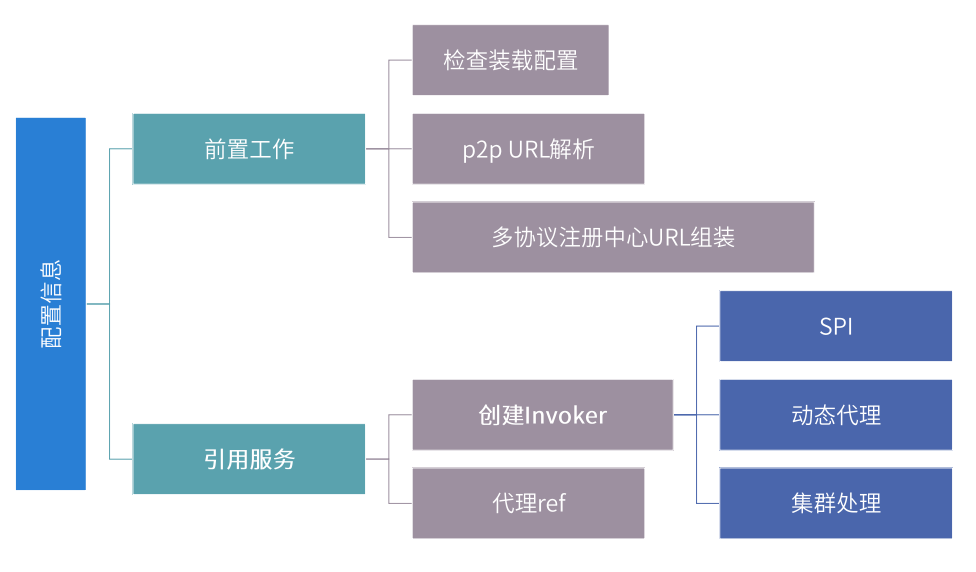 配置信息
前置工作
检查装载配置
p2p URL解析
多协议注册中心URL组装
引用服务
创建Invoker
SPI
动态代理
集群处理
代理ref